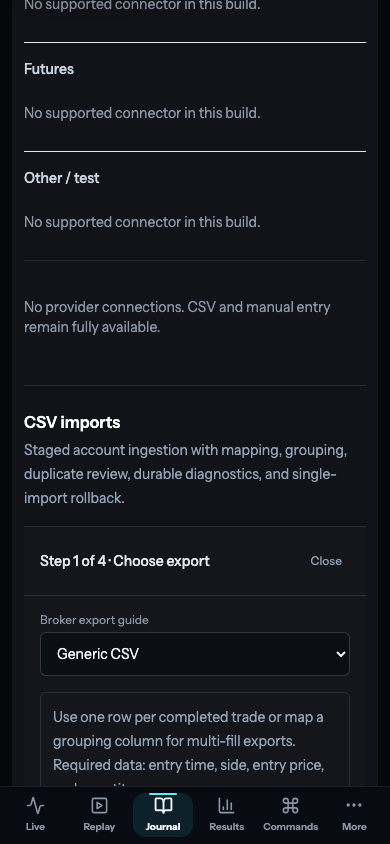 No supported connector in this build.
Futures
No supported connector in this build.
Other / test
No supported connector in this build.
No provider connections. CSV and manual entry
remain fully available.
CSV imports
Staged account ingestion with mapping, grouping,
duplicate review, durable diagnostics, and single-
import rollback.
Step 1 of 4 · Choose export
Close
Broker export guide
Generic CSV
Use one row per completed trade or map a
grouping column for multi-fill exports.
Required data: entry time, side, entry price,
Live
Replay
Journal
Results
Commands
More